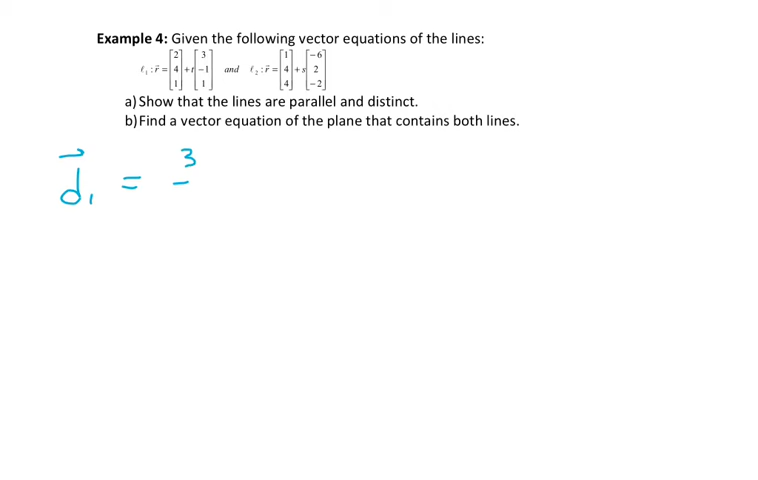 Example 4: Given the following vector equations of the lines:
ℓ₁ : r⃗ = [2 4 1] + t [3 −1 1] and ℓ₂ : r⃗ = [1 4 4] + s [−6 2 −2]
a) Show that the lines are parallel and distinct.
b) Find a vector equation of the plane that contains both lines.
d⃗₁ = 3 −